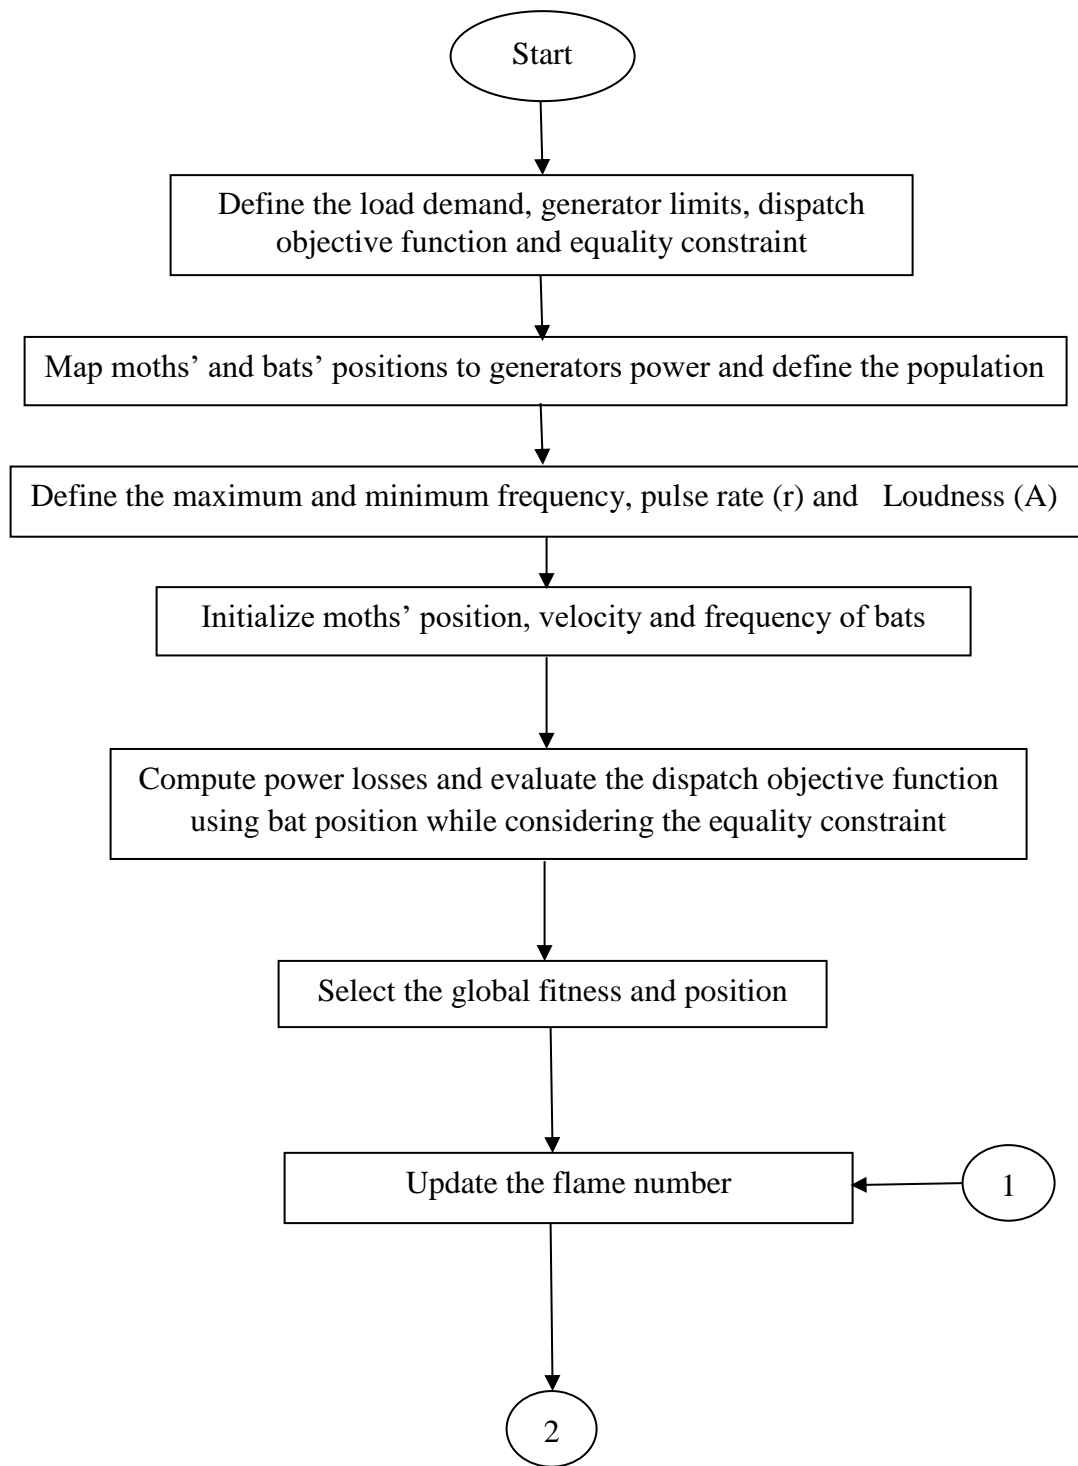 Start
Define the load demand, generator limits, dispatch
objective function and equality constraint
Map moths’ and bats’ positions to generators power and define the population
Define the maximum and minimum frequency, pulse rate (r) and Loudness (A)
Initialize moths’ position, velocity and frequency of bats
Compute power losses and evaluate the dispatch objective function
using bat position while considering the equality constraint
Select the global fitness and position
Update the flame number
1
2